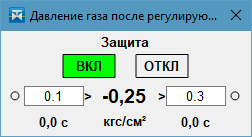 Давление газа после регулирую...
Защита
ВКЛ ОТКЛ
0.1 > -0,25 > 0.3
0,0 с кгс/см² 0,0 с